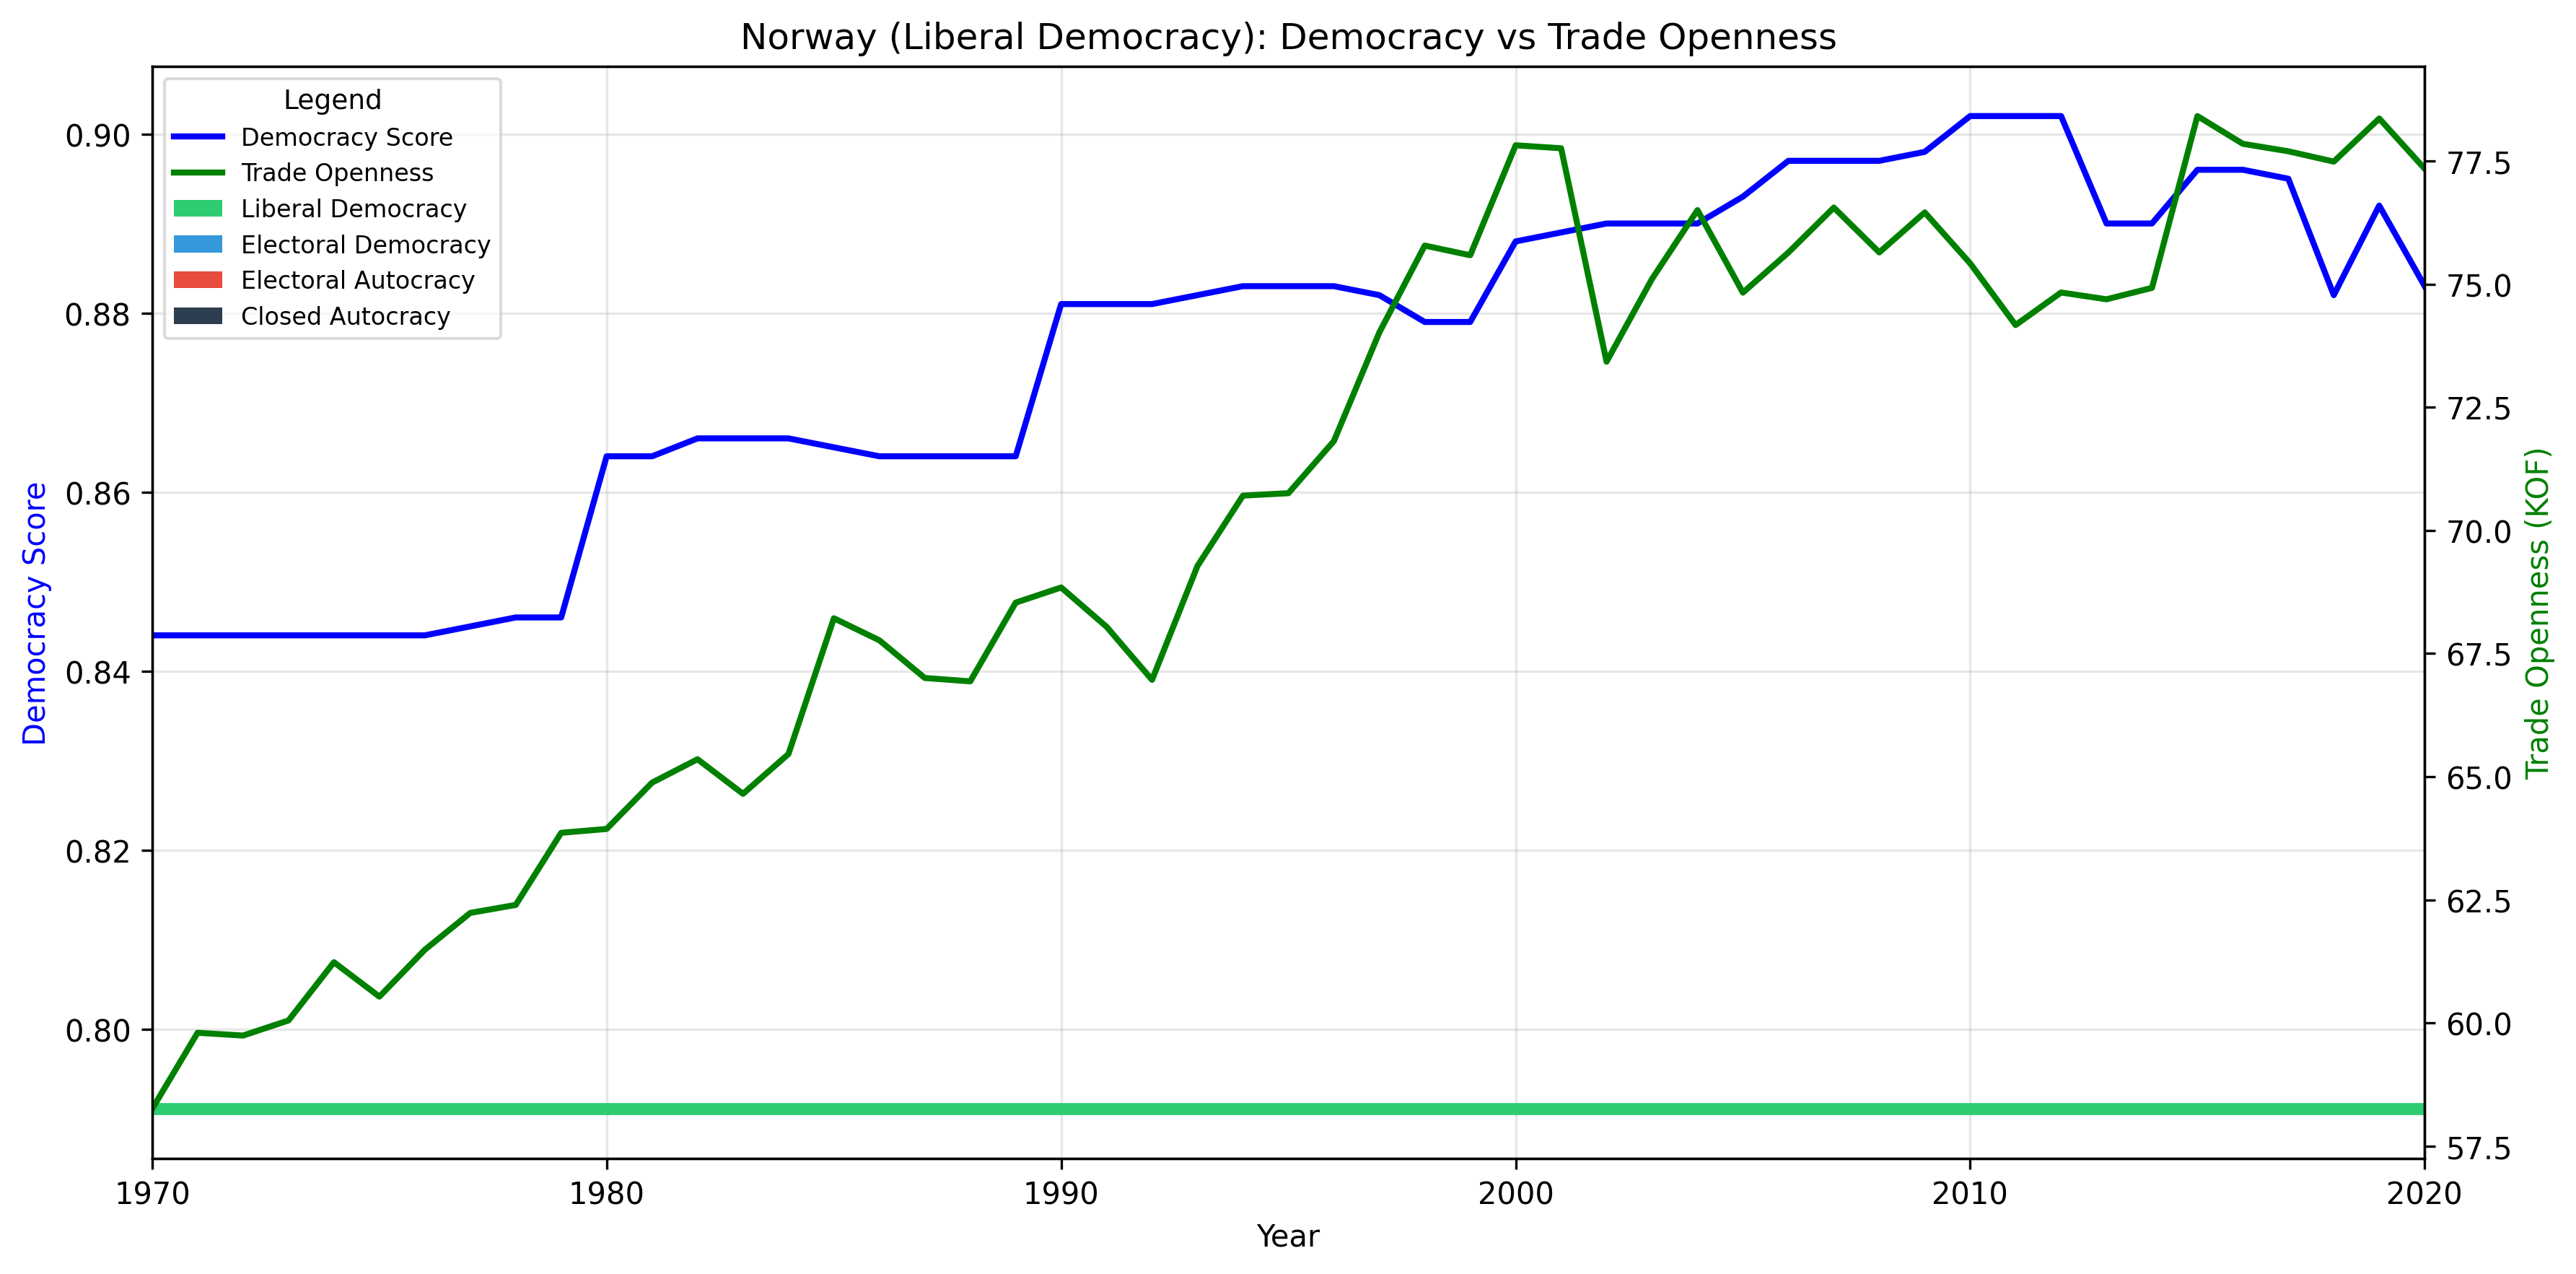 Norway (Liberal Democracy): Democracy vs Trade Openness
Legend
Democracy Score
Trade Openness
Liberal Democracy
Electoral Democracy
Electoral Autocracy
Closed Autocracy
Democracy Score
0.90
0.88
0.86
0.84
0.82
0.80
77.5
75.0
72.5
70.0
67.5
65.0
62.5
60.0
57.5
Trade Openness (KOF)
1970 1980 1990 2000 2010 2020
Year